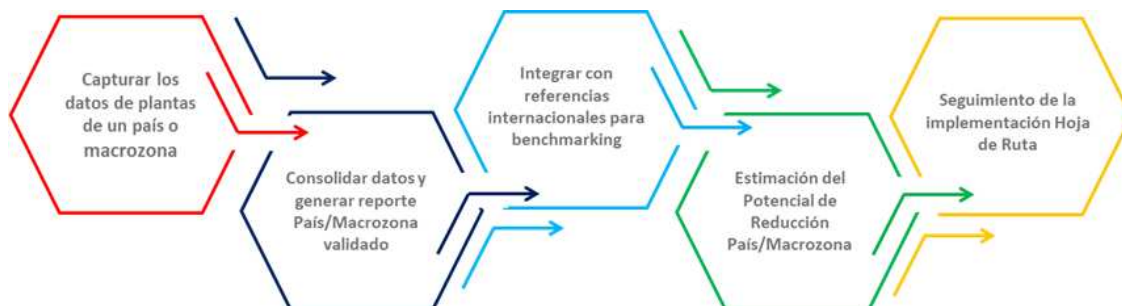 Capturar los
datos de plantas
de un país o
macrozona
Consolidar datos y
generar reporte
País/Macrozona
validado
Integrar con
referencias
internacionales para
benchmarking
Estimación del
Potencial de
Reducción
País/Macrozona
Seguimiento de la
implementación Hoja
de Ruta